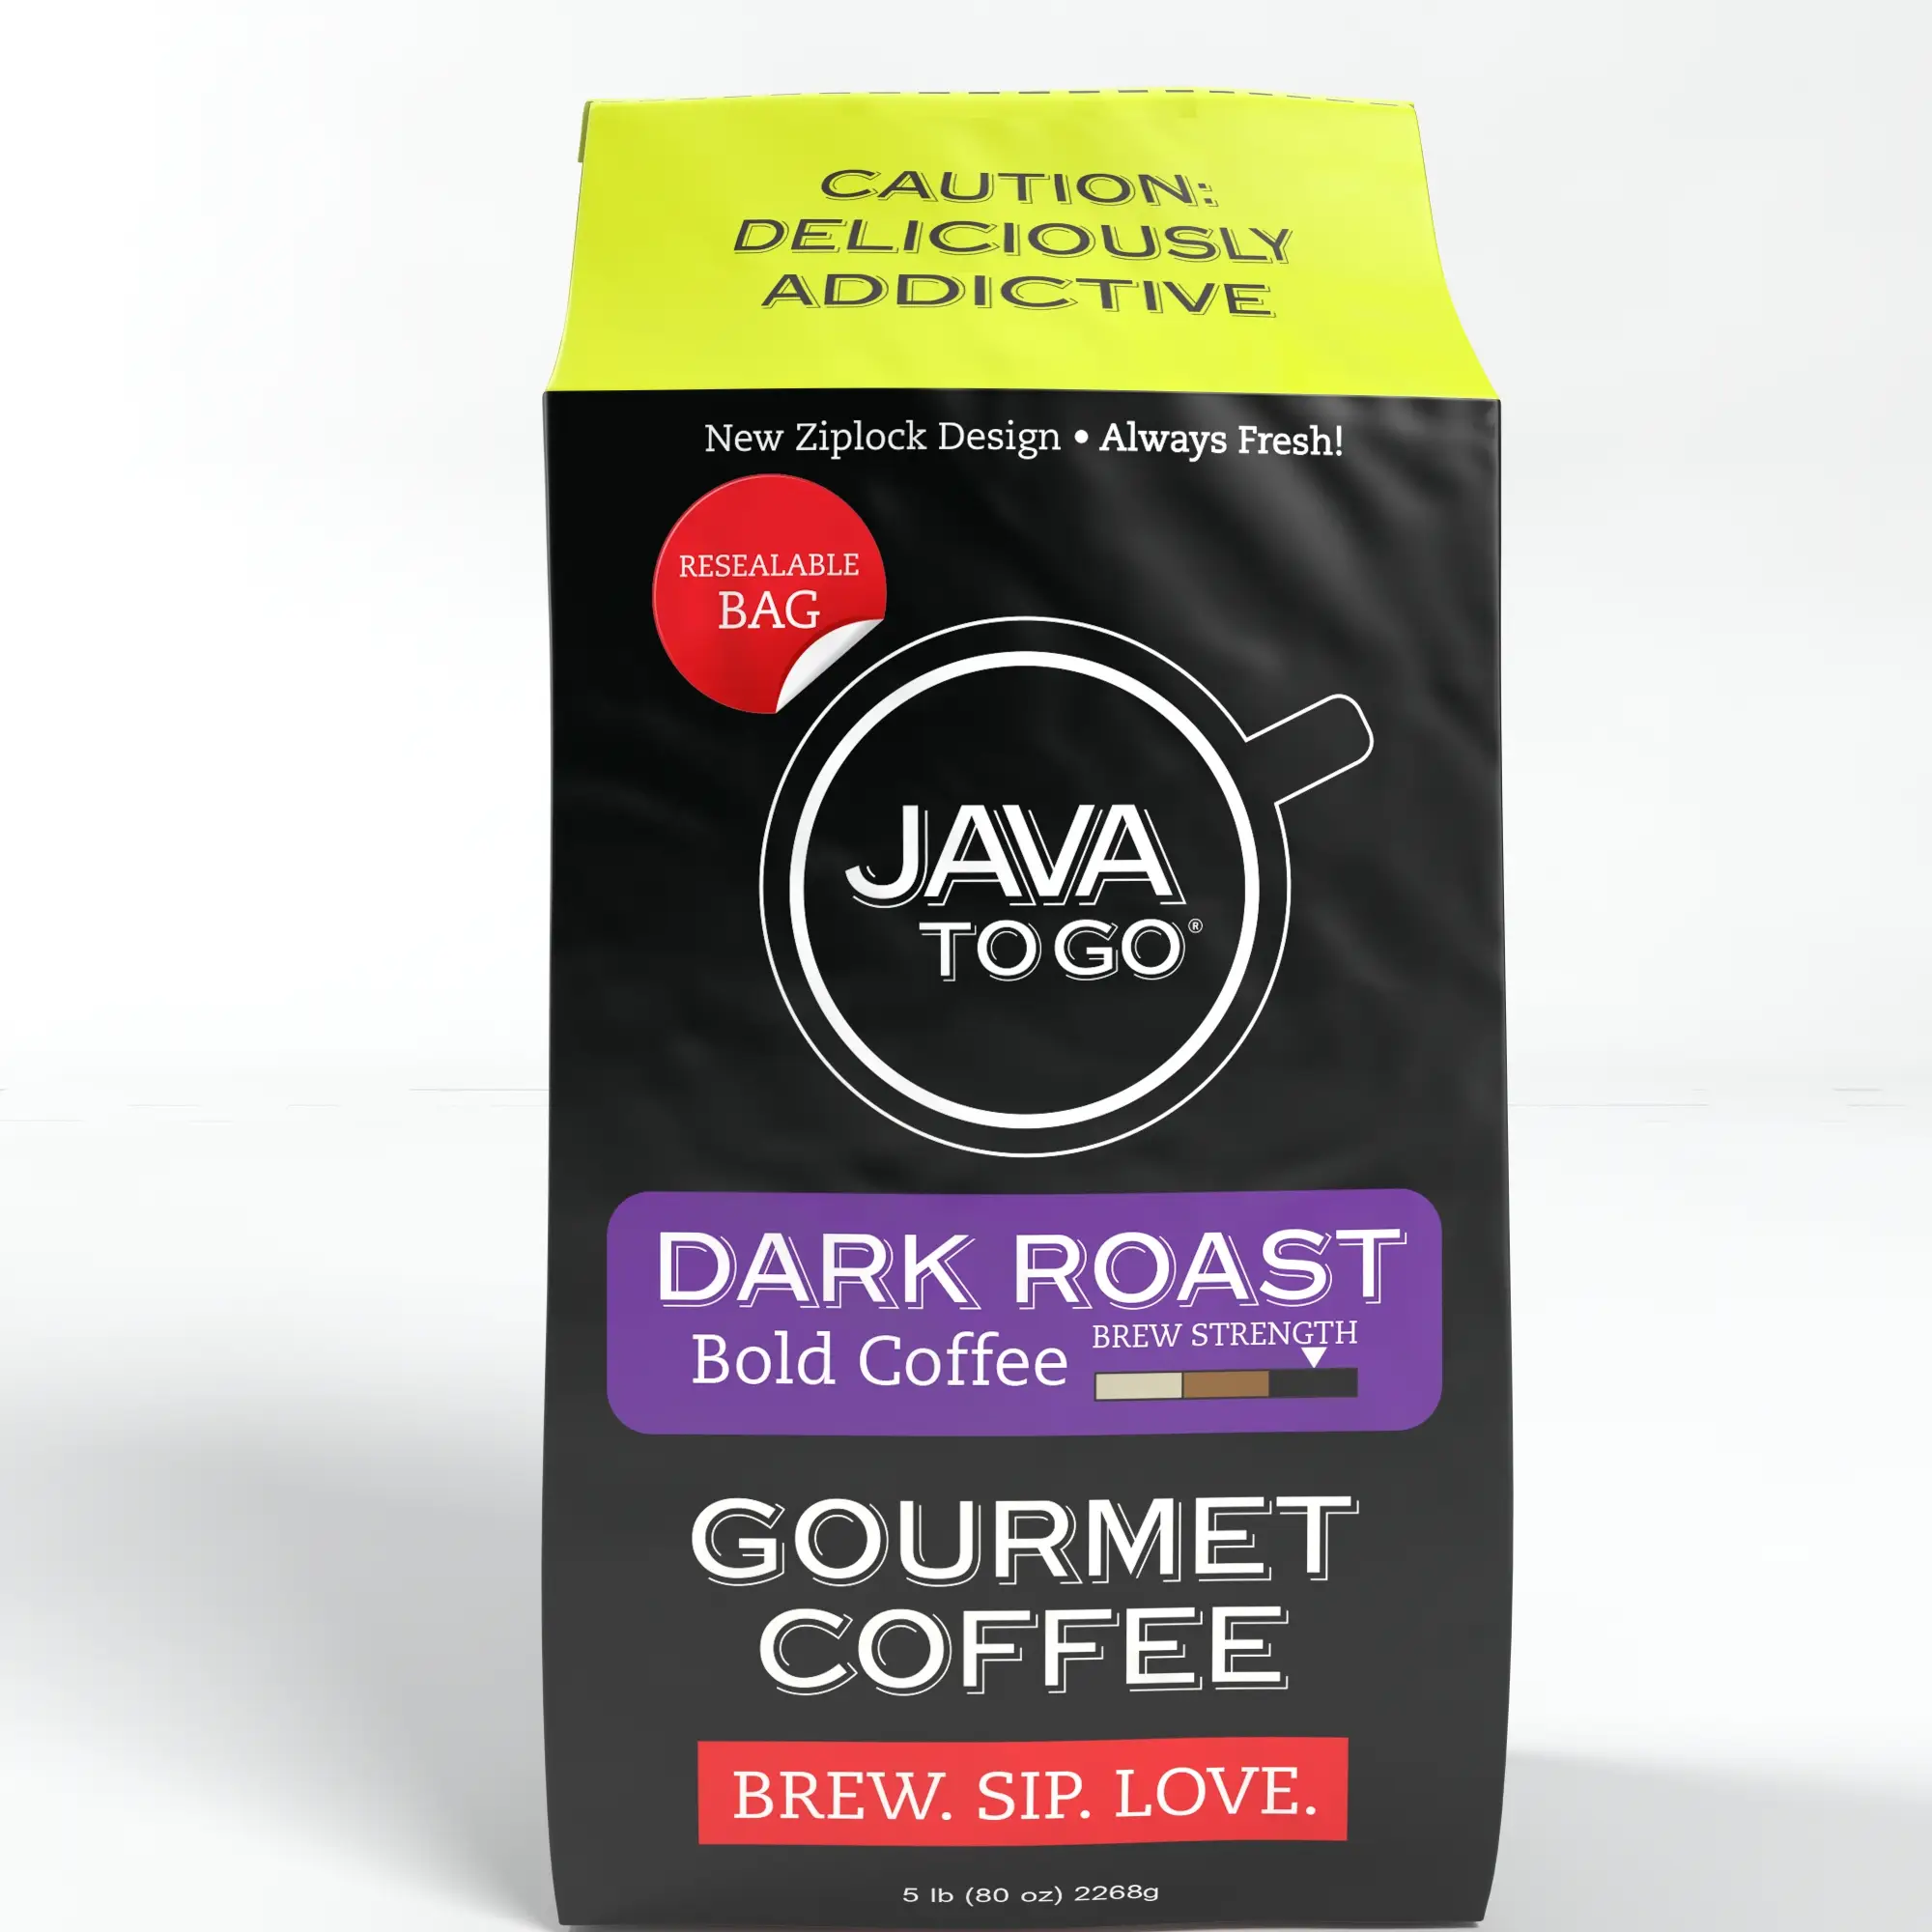 CAUTION:
DELICIOUSLY
ADDICTIVE
New Ziplock Design • Always Fresh!
RESEALABLE
BAG
JAVA
TO GO®
DARK ROAST
Bold Coffee
BREW STRENGTH
GOURMET
COFFEE
BREW. SIP. LOVE.
5 lb (80 oz) 2268g